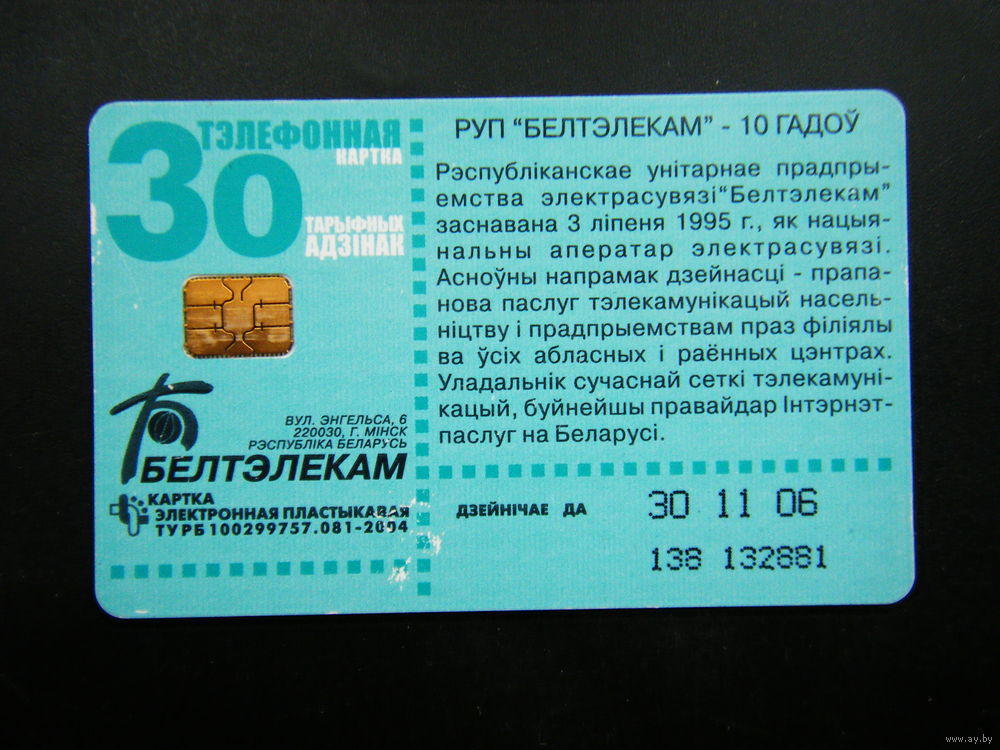 30
ТЭЛЕФОННАЯ
КАРТКА
ТАРЫФНЫХ
АДЗІНАК
ВУЛ. ЭНГЕЛЬСА, 6
220030, Г. МІНСК
РЭСПУБЛІКА БЕЛАРУСЬ
БЕЛТЭЛЕКАМ
КАРТКА
ЭЛЕКТРОННАЯ ПЛАСТЫКАВАЯ
ТУ РБ 100299757.081-2004
РУП “БЕЛТЭЛЕКАМ” - 10 ГАДОЎ
Рэспубліканскае унітарнае прадпры-
емства электрасувязі“Белтэлекам”
заснавана 3 ліпеня 1995 г., як нацыя-
нальны аператар электрасувязі.
Асноўны напрамак дзейнасці - прапа-
нова паслуг тэлекамунікацый насель-
ніцтву і прадпрыемствам праз філіялы
ва ўсіх абласных і раённых цэнтрах.
Уладальнік сучаснай сеткі тэлекамуні-
кацый, буйнейшы правайдар Інтэрнэт-
паслуг на Беларусі.
ДЗЕЙНІЧАЕ ДА 30 11 06
138 132881
www.ay.by